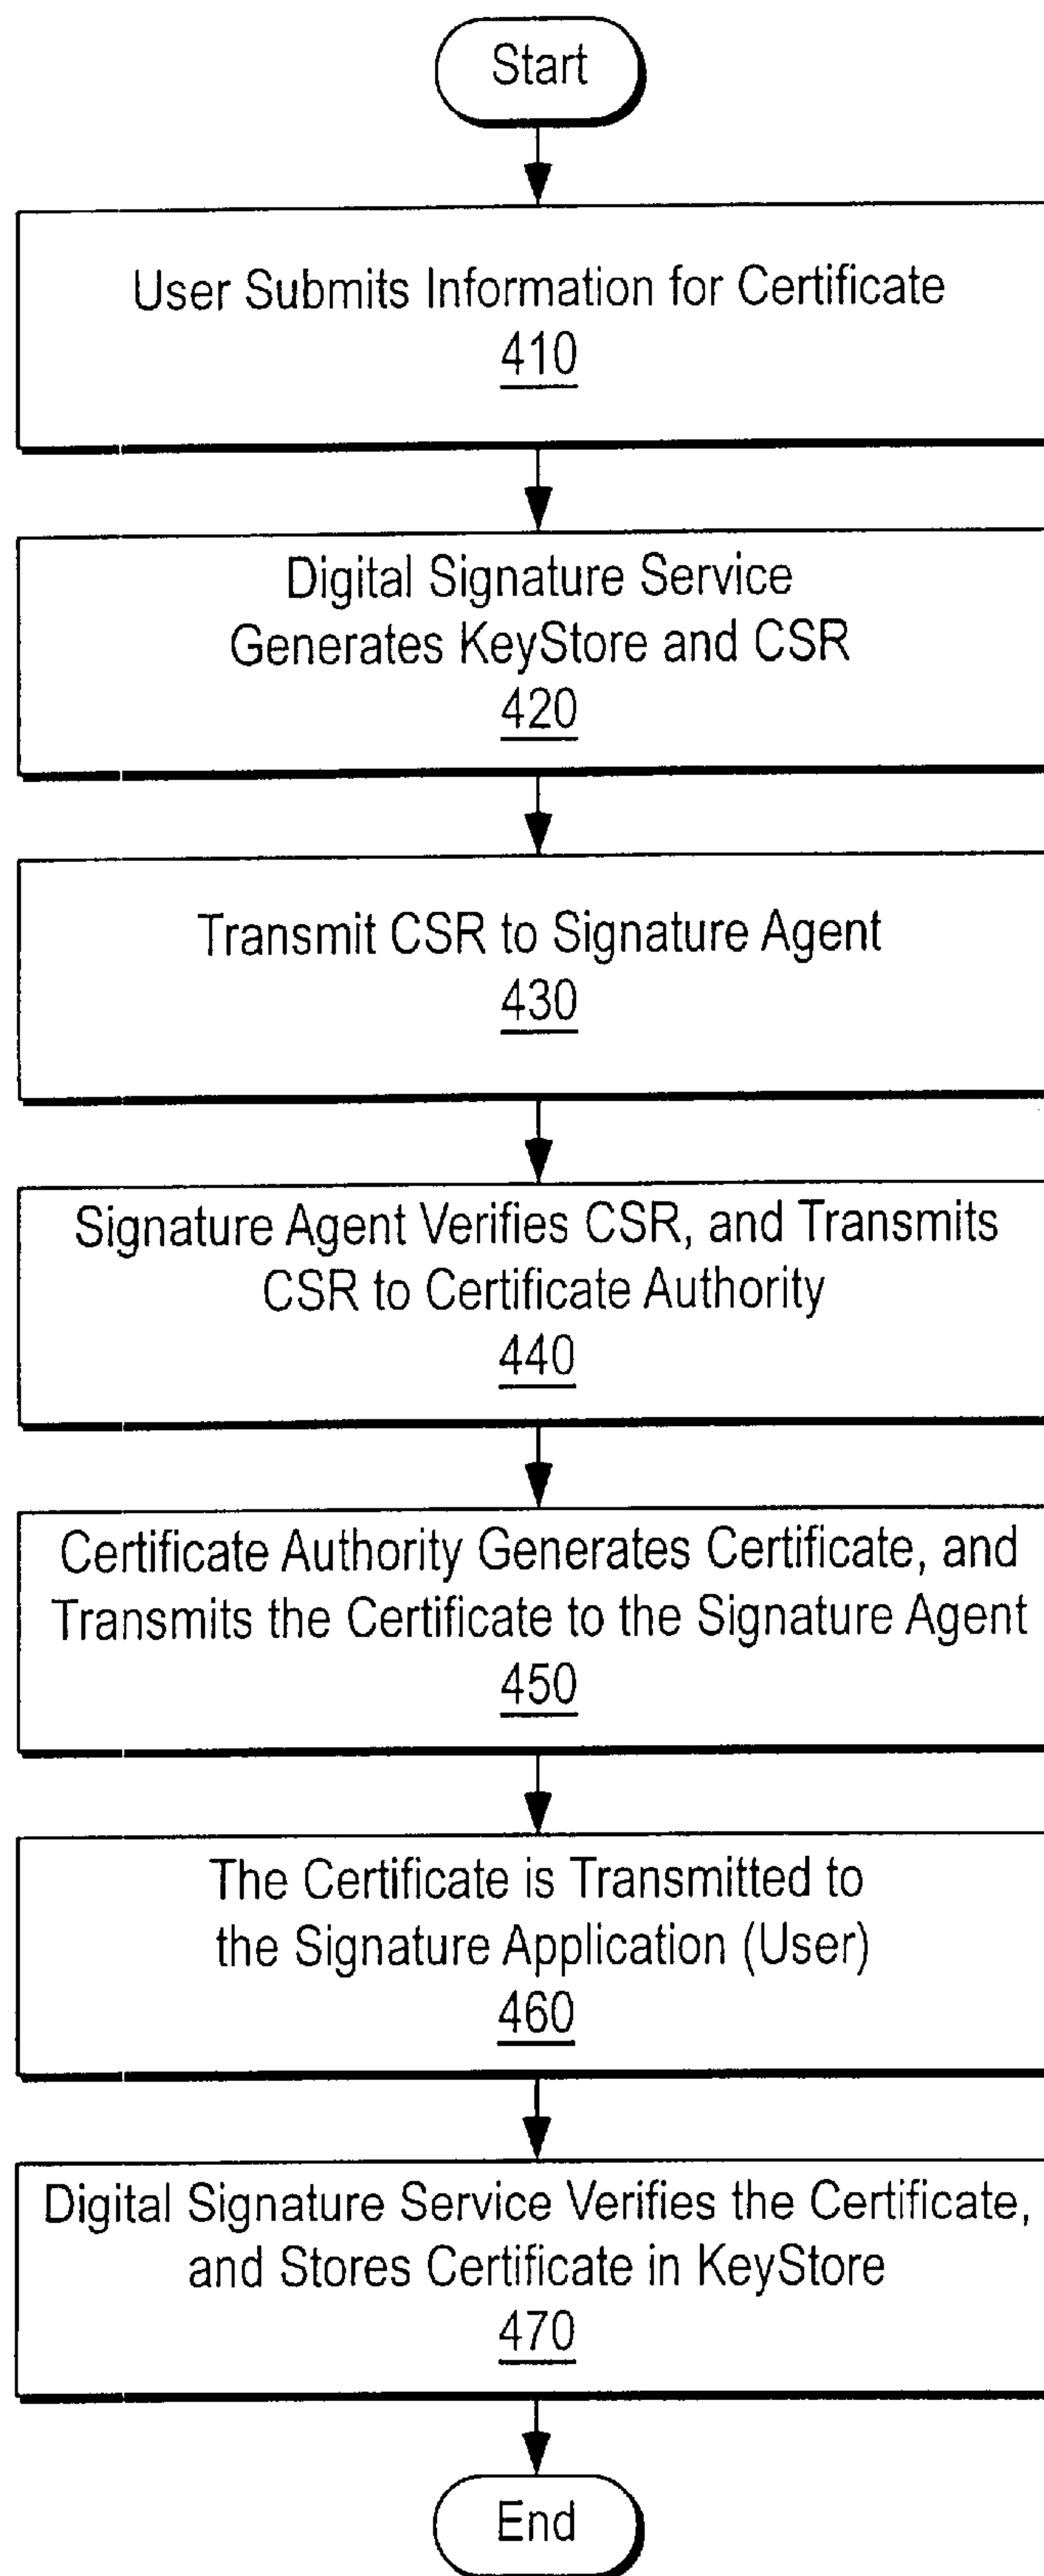 Start
User Submits Information for Certificate
410
Digital Signature Service
Generates KeyStore and CSR
420
Transmit CSR to Signature Agent
430
Signature Agent Verifies CSR, and Transmits
CSR to Certificate Authority
440
Certificate Authority Generates Certificate, and
Transmits the Certificate to the Signature Agent
450
The Certificate is Transmitted to
the Signature Application (User)
460
Digital Signature Service Verifies the Certificate,
and Stores Certificate in KeyStore
470
End